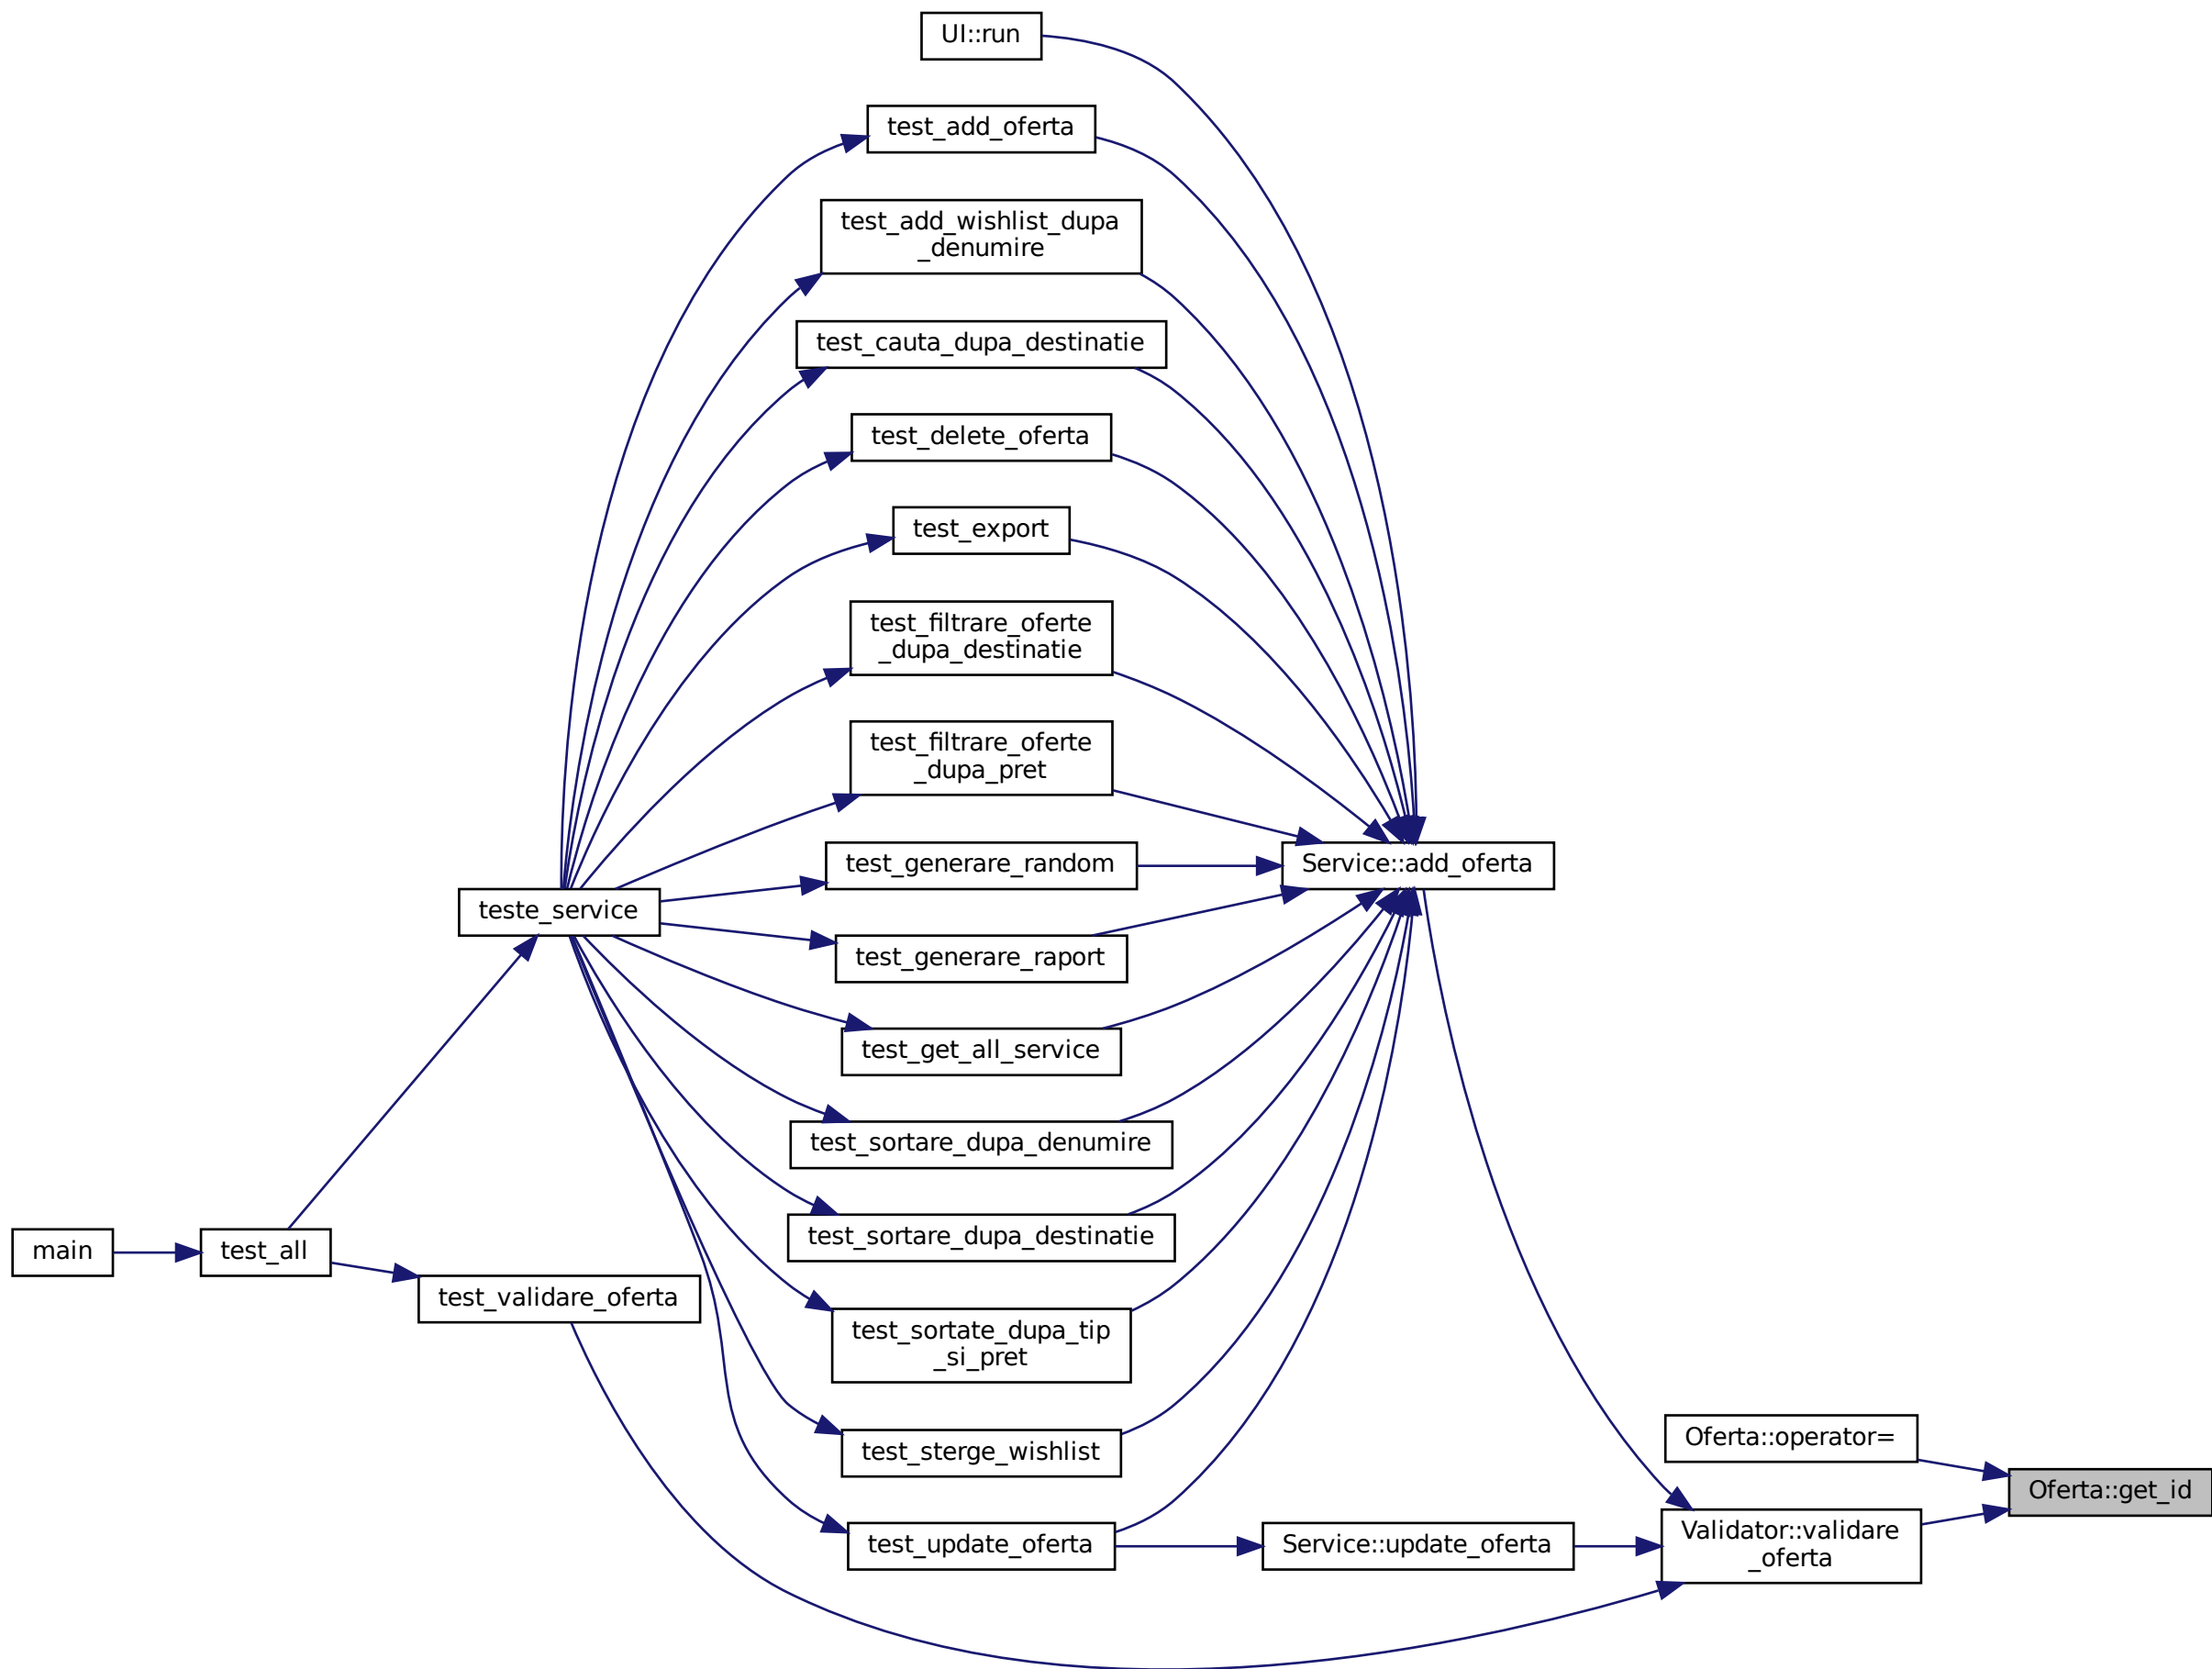 UI::run
test_add_oferta
test_add_wishlist_dupa
_denumire
test_cauta_dupa_destinatie
test_delete_oferta
test_export
test_filtrare_oferte
_dupa_destinatie
test_filtrare_oferte
_dupa_pret
test_generare_random
Service::add_oferta
teste_service
test_generare_raport
test_get_all_service
test_sortare_dupa_denumire
test_sortare_dupa_destinatie
main
test_all
test_validare_oferta
test_sortate_dupa_tip
_si_pret
Oferta::operator=
test_sterge_wishlist
Oferta::get_id
Validator::validare
_oferta
test_update_oferta
Service::update_oferta